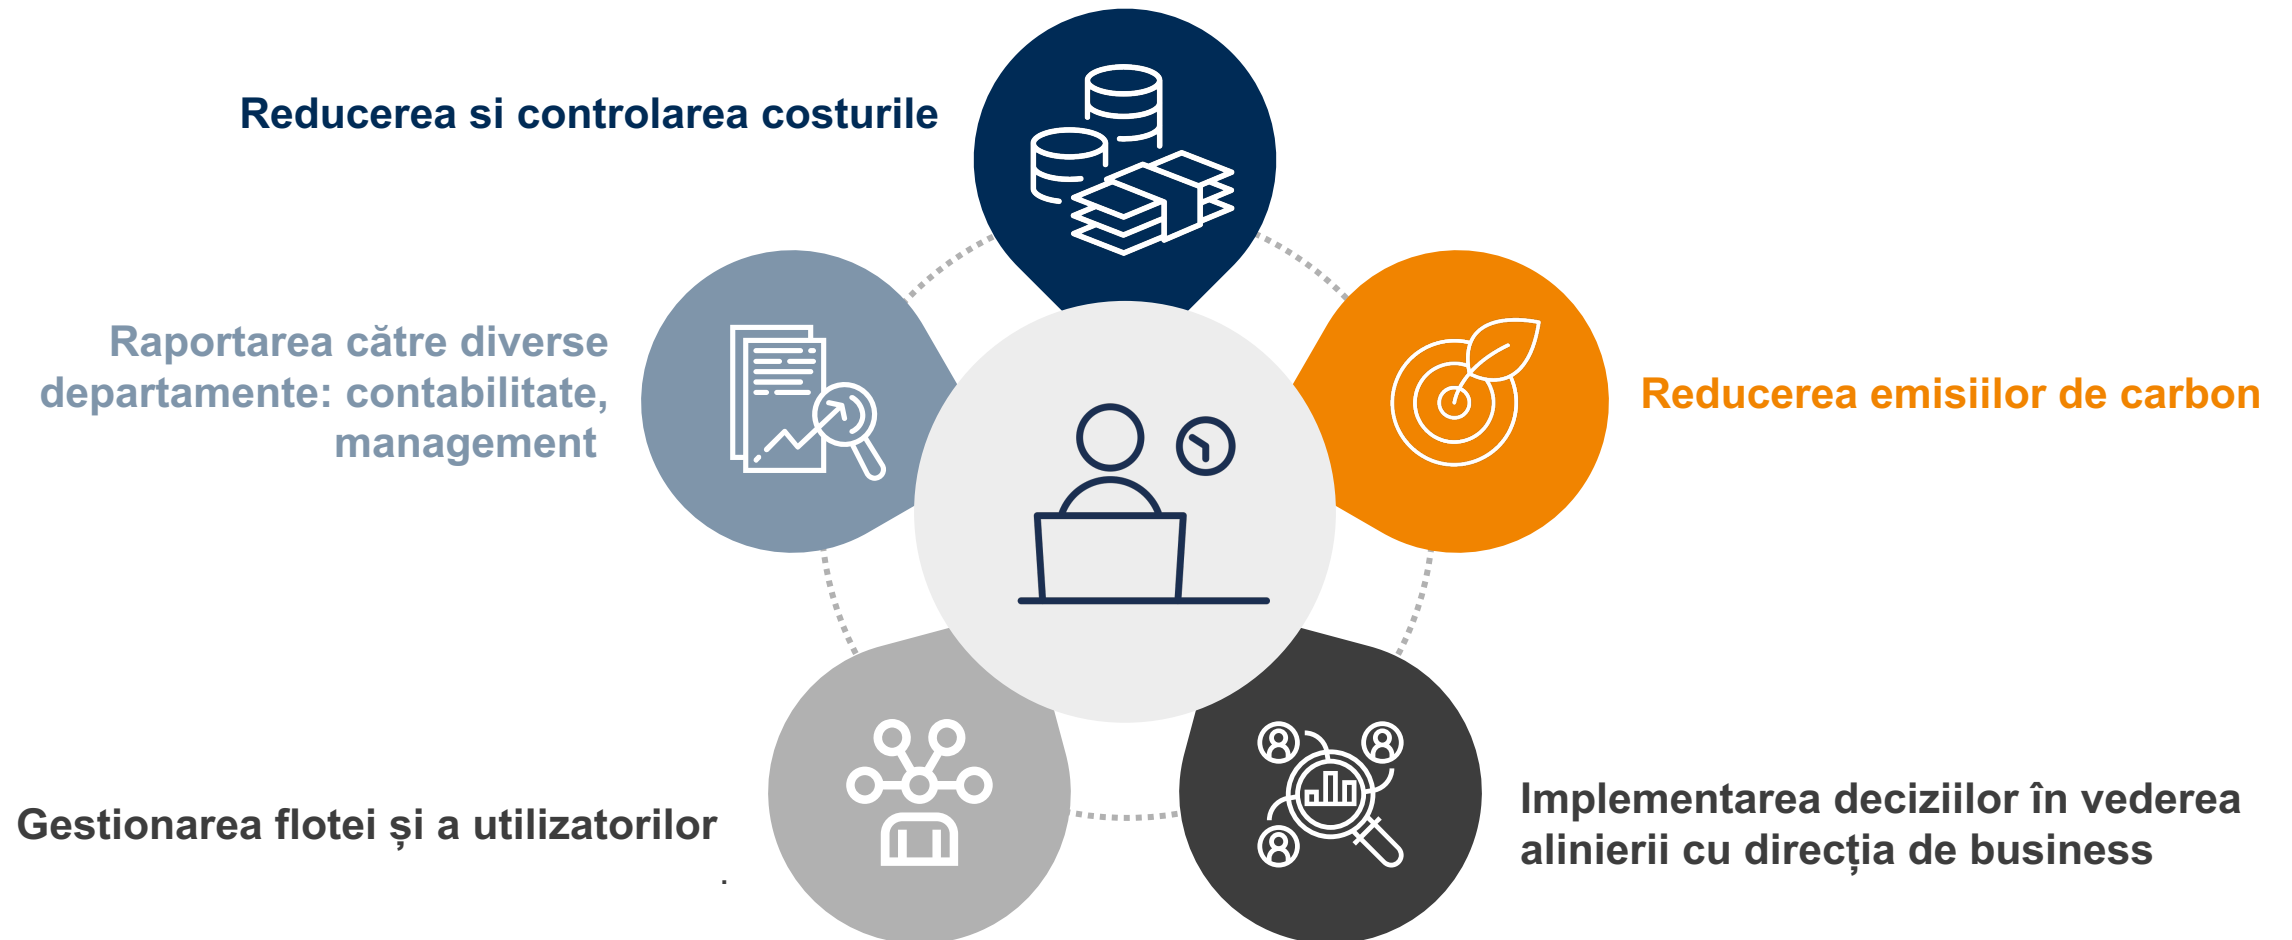 Reducerea si controlarea costurile
Raportarea către diverse
departamente: contabilitate,
management
Reducerea emisiilor de carbon
Gestionarea flotei și a utilizatorilor
.
Implementarea deciziilor în vederea
alinierii cu direcția de business